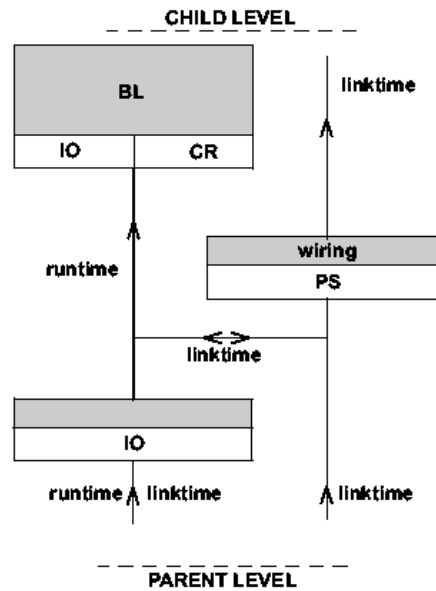 CHILD LEVEL
BL
linktime
IO CR
wiring
runtime
PS
linktime
IO
runtime linktime linktime
PARENT LEVEL